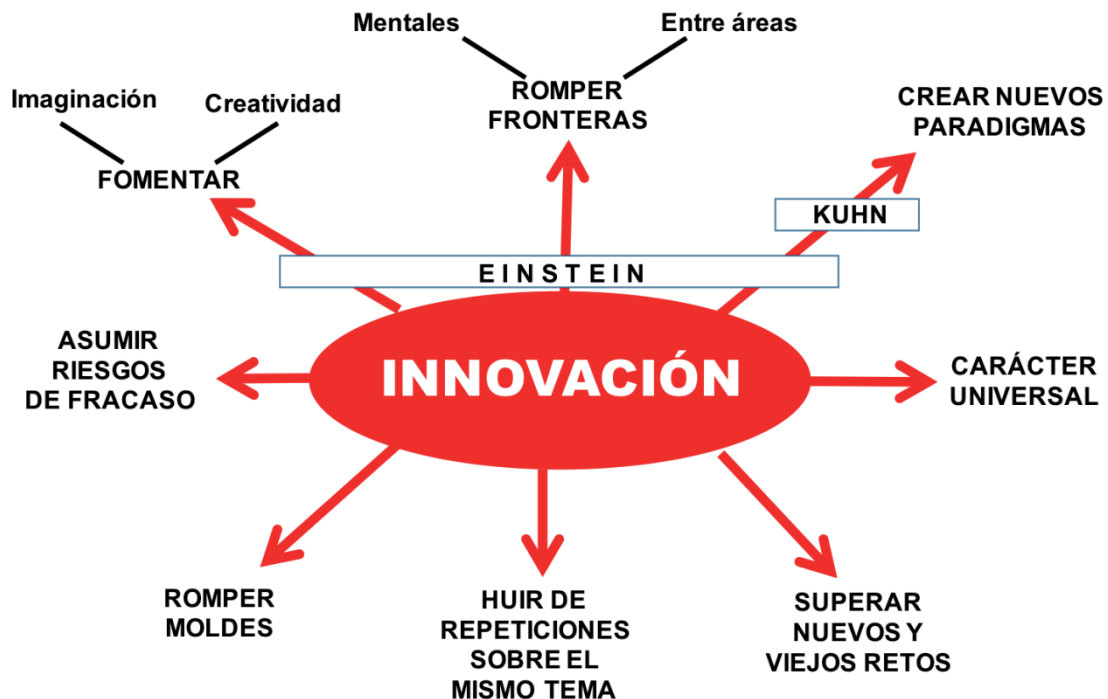 Mentales
Entre áreas
Imaginación
Creatividad
ROMPER
FRONTERAS
CREAR NUEVOS
PARADIGMAS
FOMENTAR
KUHN
E I N S T E I N
ASUMIR
RIESGOS
DE FRACASO
INNOVACIÓN
CARÁCTER
UNIVERSAL
ROMPER
MOLDES
HUIR DE
REPETICIONES
SOBRE EL
MISMO TEMA
SUPERAR
NUEVOS Y
VIEJOS RETOS